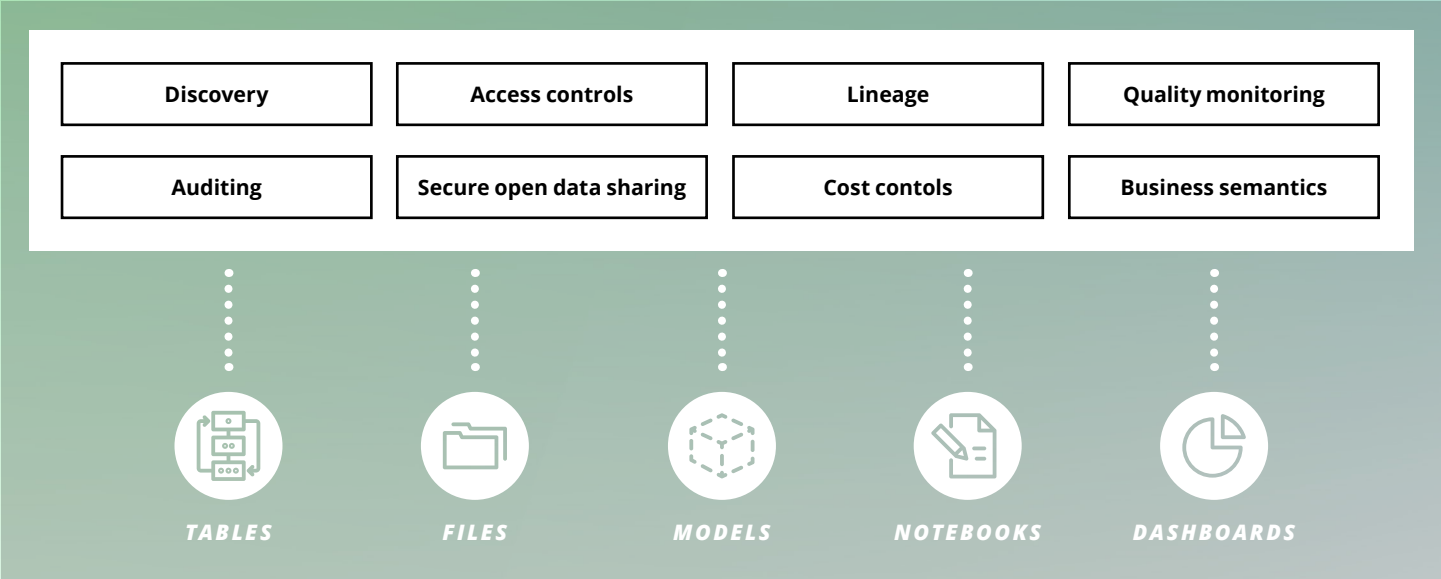 Discovery
Access controls
Lineage
Quality monitoring
Auditing
Secure open data sharing
Cost contols
Business semantics
TABLES
FILES
MODELS
NOTEBOOKS
DASHBOARDS